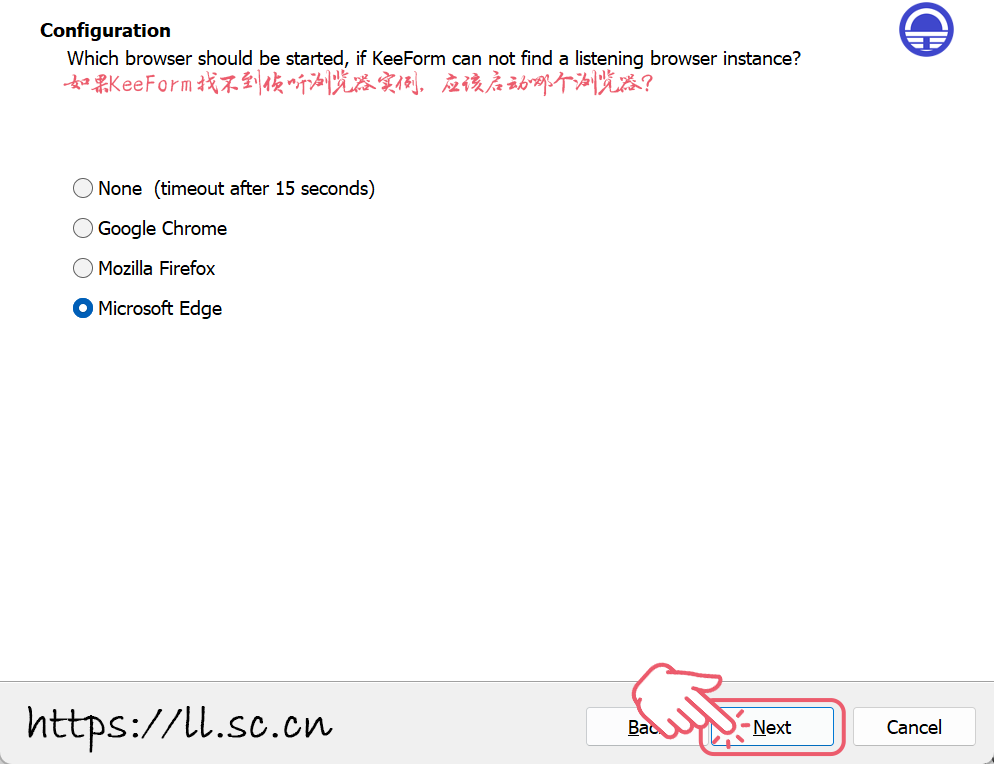 Configuration
Which browser should be started, if KeeForm can not find a listening browser instance?
如果KeeForm找不到侦听浏览器实例，应该启动哪个浏览器？
None (timeout after 15 seconds)
Google Chrome
Mozilla Firefox
Microsoft Edge
https://ll.sc.cn
Bac
Next
Cancel